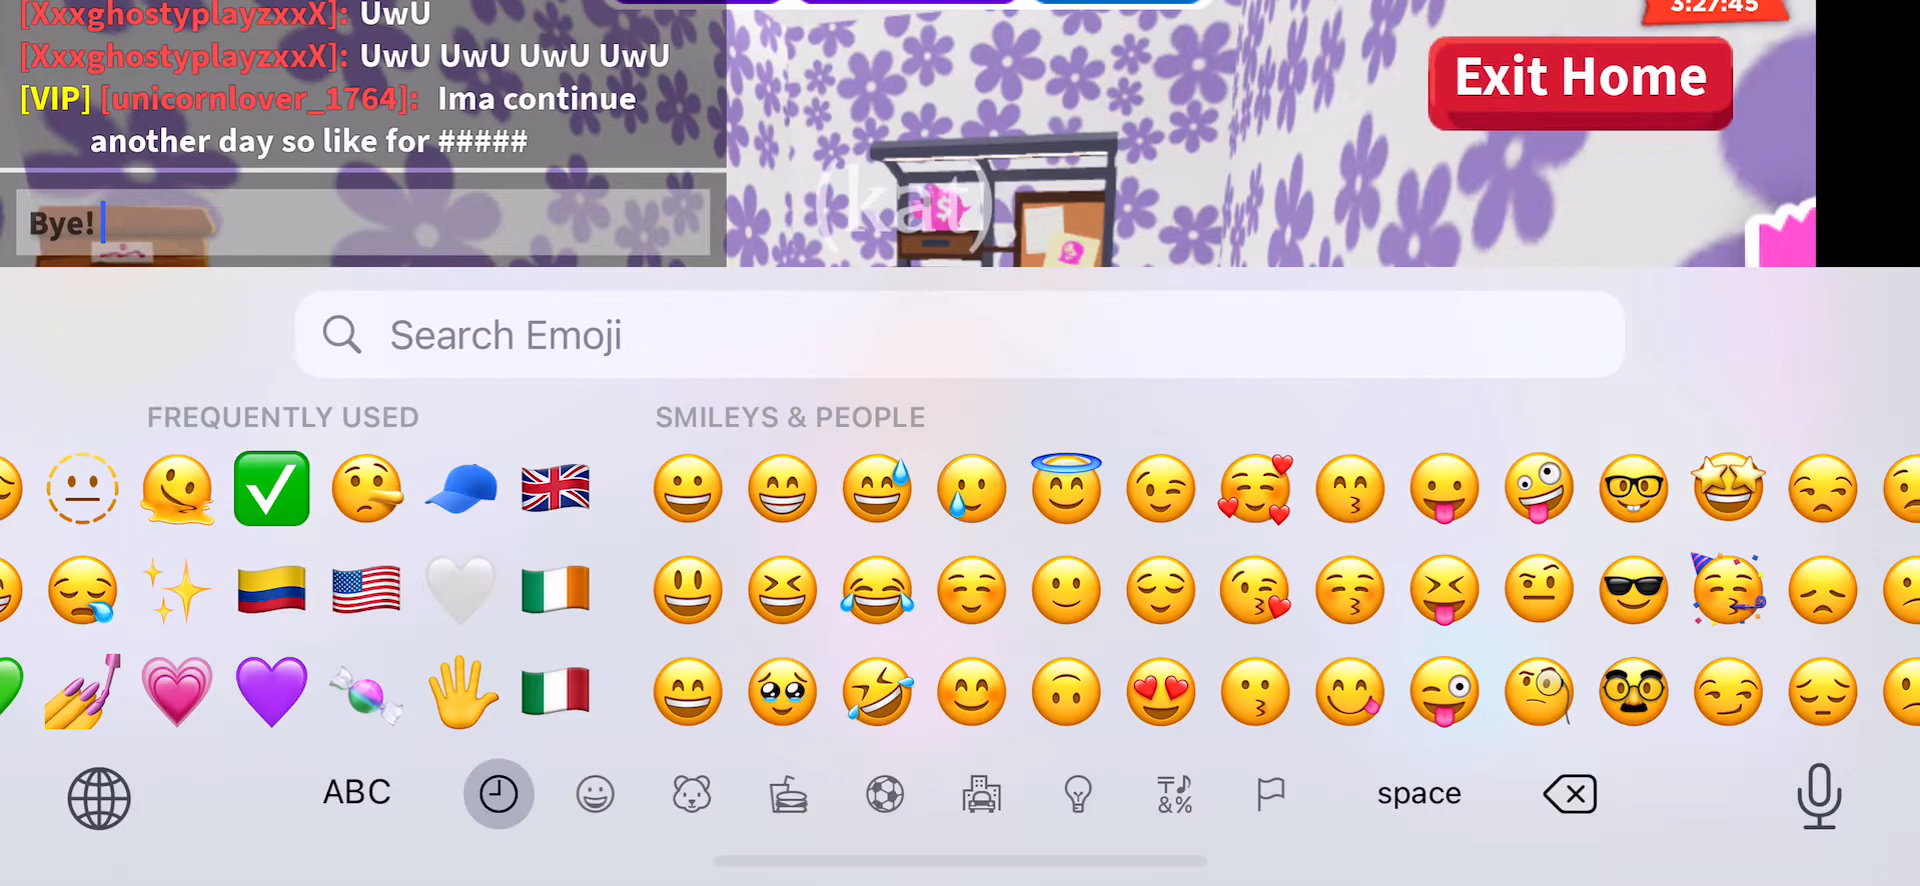 [XxxghostyplayzxxX]: UwU
3:27:45
[XxxghostyplayzxxX]: UwU UwU UwU UwU
Exit Home
[VIP] [unicornlover_1764]: Ima continue
another day so like for #####
(kat)
$
Bye!
Search Emoji
FREQUENTLY USED
SMILEYS & PEOPLE
ABC
&%
space